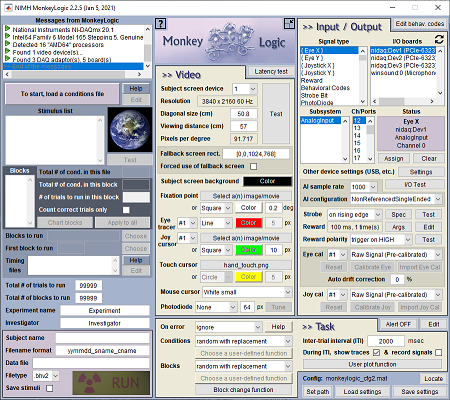 NIMH MonkeyLogic 2.2.5 (Jan 5, 2021)
Messages from MonkeyLogic
National Instruments NI-DAQmx 20.1
Intel64 Family 6 Model 165 Stepping 5, Genuine
Detected 16 "AMD64" processors
Found 1 video device(s)...
Found 3 DAQ adaptor(s), 5 board(s)
To start, load a conditions file
Help
Edit
Stimulus list
Test
Blocks
Total # of cond. in this file
Total # of cond. in this block
# of trials to run in this block
Count correct trials only
Chart blocks
Apply to all
Blocks to run
Choose
First block to run
Choose
Timing files
Help
Edit
Total # of trials to run
99999
Total # of blocks to run
99999
Experiment name
Experiment
Investigator
Investigator
Subject name
Filename format
yymmdd_sname_cname
Data file
Filetype
.bhv2
Save stimuli
RUN
?
Monkey Logic
>> Video
Latency test
Subject screen device
1
Resolution
3840 x 2160 60 Hz
Diagonal size (cm)
50.8
Viewing distance (cm)
57
Pixels per degree
91.717
Test
Fallback screen rect.
[0,0,1024,768]
Forced use of fallback screen
Subject screen background
Color
Fixation point
Select a(n) image/movie
or
Square
Color
0.2
deg
Eye tracer
#1
Line
Color
5
px
Joy cursor
#1
Select a(n) image/movie
or
Square
Color
10
px
Touch cursor
nd_touch.png
or
Circle
Color
5
px
Mouse cursor
White small
Photodiode
None
64
px
Tune
On error
ignore
Help
Conditions
random with replacement
Choose a user-defined function
Blocks
random with replacement
Choose a user-defined function
Block change function
>> Input / Output
Edit behav. codes
Signal type
I/O boards
{ Eye X }
{ Eye Y }
{ Joystick X }
{ Joystick Y }
Reward
Behavioral Codes
Strobe Bit
PhotoDiode
nidaq:Dev1 (PCIe-6323)
nidaq:Dev2 (PCIe-6323)
nidaq:Dev3 (PCIe-6323)
winsound:0 (Microphone
Subsystem
Ch/Ports
Status
AnalogInput
12
13
14
15
16
17
Eye X
nidaq:Dev1
AnalogInput
Channel 0
Assign
Clear
Other device settings (USB, etc.)
Settings
AI sample rate
1000
I/O Test
AI configuration
NonReferencedSingleEnded
Strobe
on rising edge
Spec
Test
Reward
100 ms, 1 time(s)
Args
Edit
Reward polarity
trigger on HIGH
Test
Eye cal
#1
Raw Signal (Pre-calibrated)
Reset
Calibrate Eye
Import Eye Cal
Auto drift correction
0
%
Joy cal
#1
Raw Signal (Pre-calibrated)
Reset
Calibrate Joy
Import Joy Cal
>> Task
Alert OFF
Edit
Inter-trial interval (ITI)
2000
msec
During ITI, show traces
& record signals
User plot function
Config:
monkeylogic_cfg2.mat
Locate
Set path
Load settings
Save settings